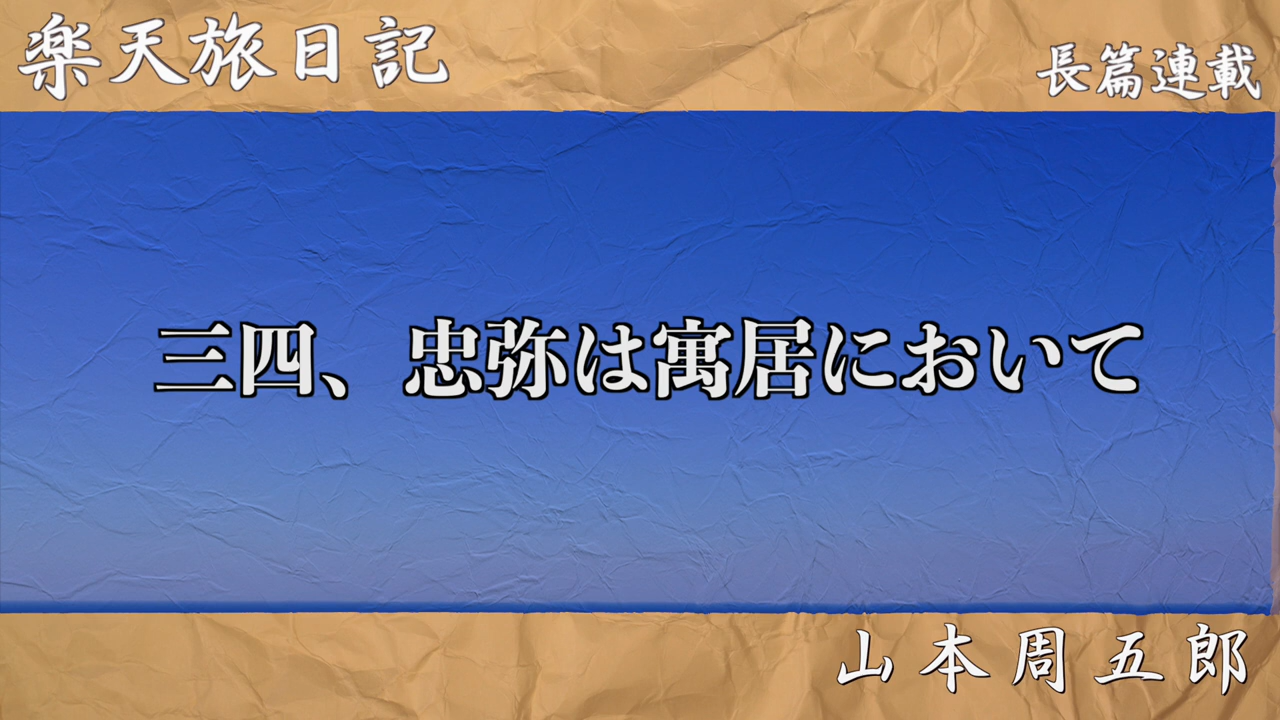 楽天旅日記
長篇連載
三四、忠弥は寓居において
山本周五郎